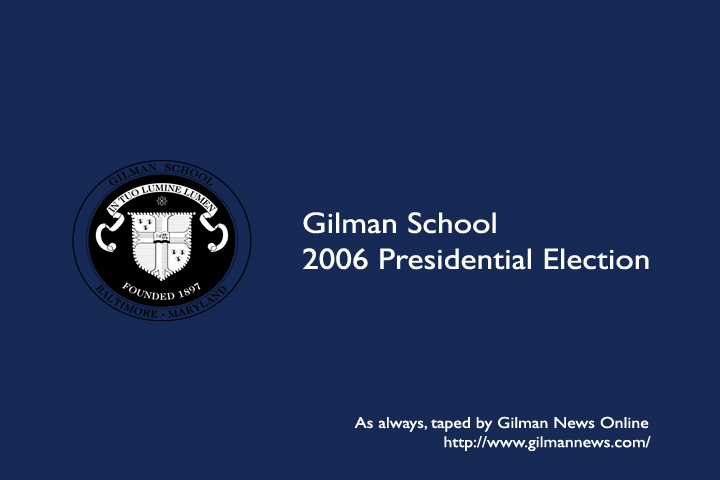 GILMAN SCHOOL
IN TUO LUMINE LUMEN
FOUNDED 1897
BALTIMORE · MARYLAND
Gilman School
2006 Presidential Election
As always, taped by Gilman News Online
http://www.gilmannews.com/